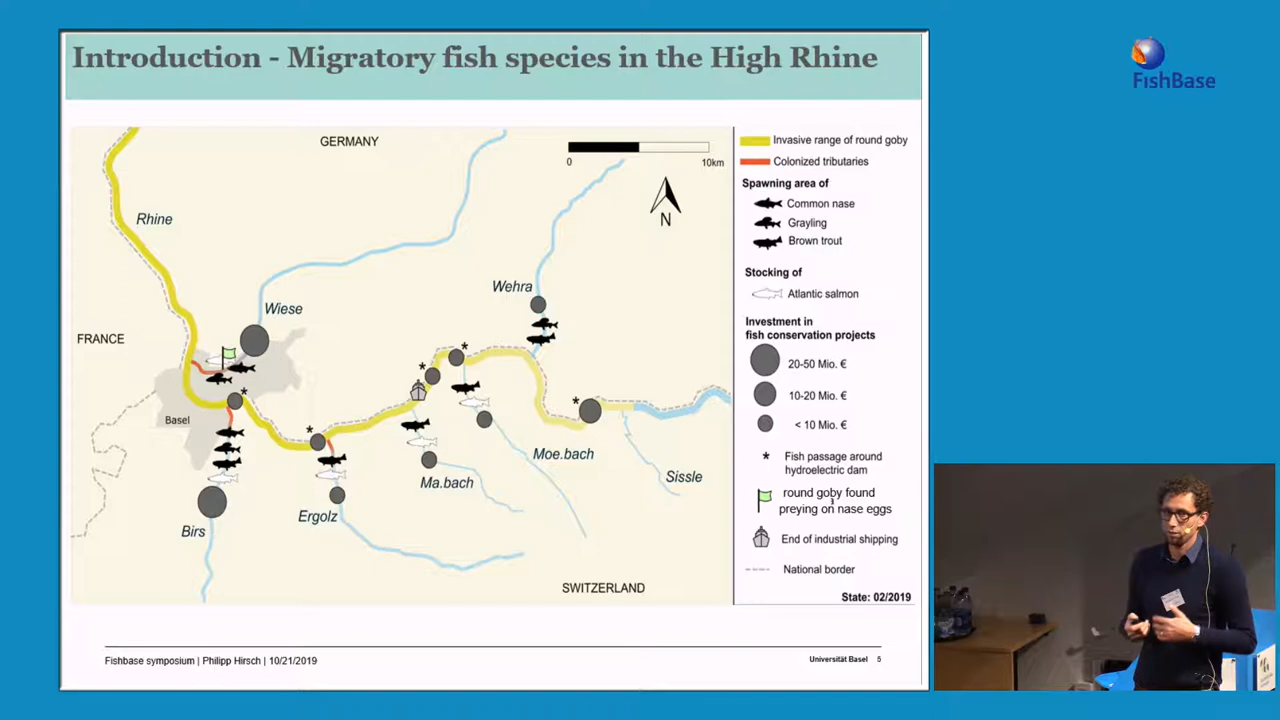 Introduction - Migratory fish species in the High Rhine
FishBase
GERMANY
0
10km
N
Rhine
Wehra
Wiese
FRANCE
*
*
*
*
*
Basel
Moe.bach
Sissle
Ma.bach
Ergolz
Birs
SWITZERLAND
Invasive range of round goby
Colonized tributaries
Spawning area of
Common nase
Grayling
Brown trout
Stocking of
Atlantic salmon
Investment in
fish conservation projects
20-50 Mio. €
10-20 Mio. €
< 10 Mio. €
* Fish passage around
hydroelectric dam
round goby found
preying on nase eggs
End of industrial shipping
National border
State: 02/2019
Fishbase symposium | Philipp Hirsch | 10/21/2019
Universität Basel 5